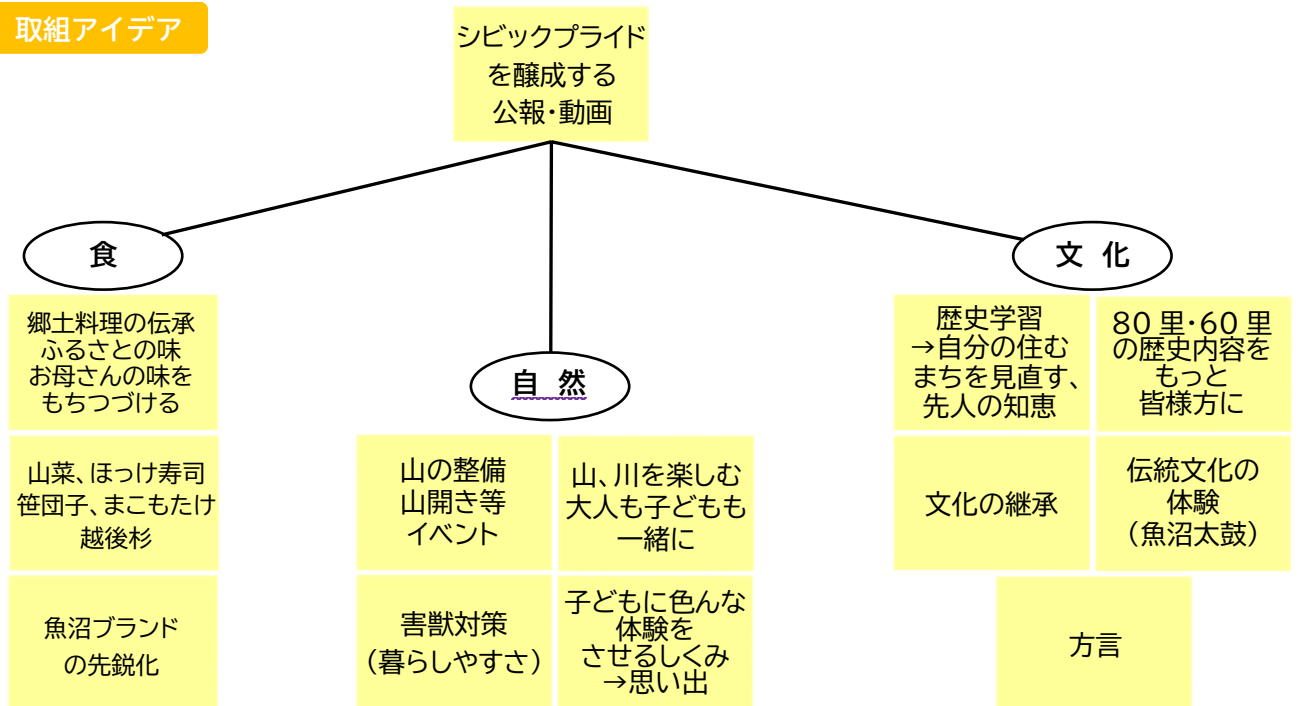 取組アイデア
シビックプライド
を醸成する
公報・動画
食
郷土料理の伝承
ふるさとの味
お母さんの味を
もちつづける
山菜、ほっけ寿司
笹団子、まこもたけ
越後杉
魚沼ブランド
の先鋭化
自 然
山の整備
山開き等
イベント
山、川を楽しむ
大人も子どもも
一緒に
害獣対策
（暮らしやすさ）
子どもに色んな
体験を
させるしくみ
→思い出
文 化
歴史学習
→自分の住む
まちを見直す、
先人の知恵
80里・60里
の歴史内容を
もっと
皆様方に
文化の継承
伝統文化の
体験
（魚沼太鼓）
方言